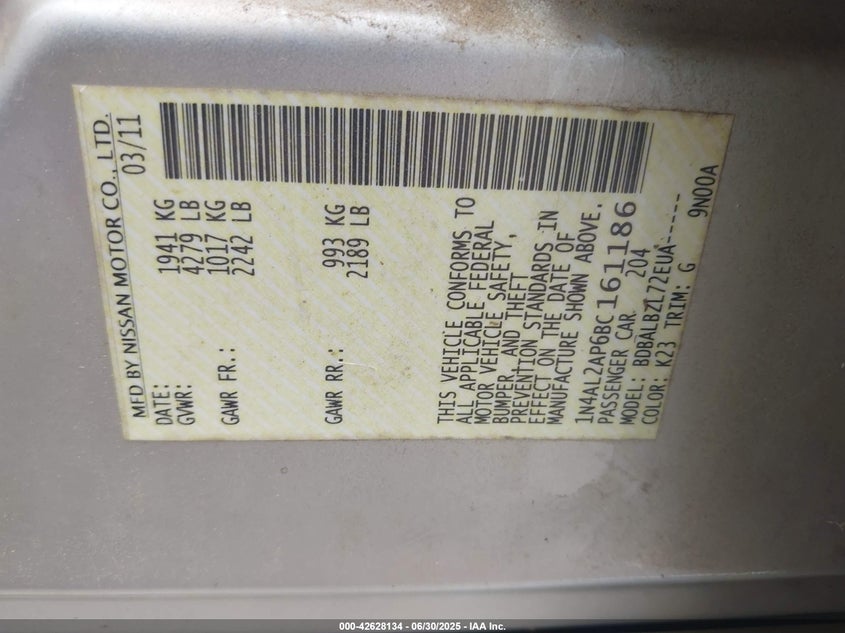 MFD BY NISSAN MOTOR CO., LTD.
DATE: 03/11
GVWR: 1941 KG
4279 LB
GAWR FR.: 1017 KG
2242 LB
GAWR RR.: 993 KG
2189 LB
THIS VEHICLE CONFORMS TO
ALL APPLICABLE FEDERAL
MOTOR VEHICLE SAFETY,
BUMPER, AND THEFT
PREVENTION STANDARDS IN
EFFECT ON THE DATE OF
MANUFACTURE SHOWN ABOVE.
1N4AL2AP6BC161186
PASSENGER CAR 204
MODEL: BDBALBZL72EUA-----
COLOR: K23 TRIM: G 9N00A
000-42628134 - 06/30/2025 - IAA Inc.